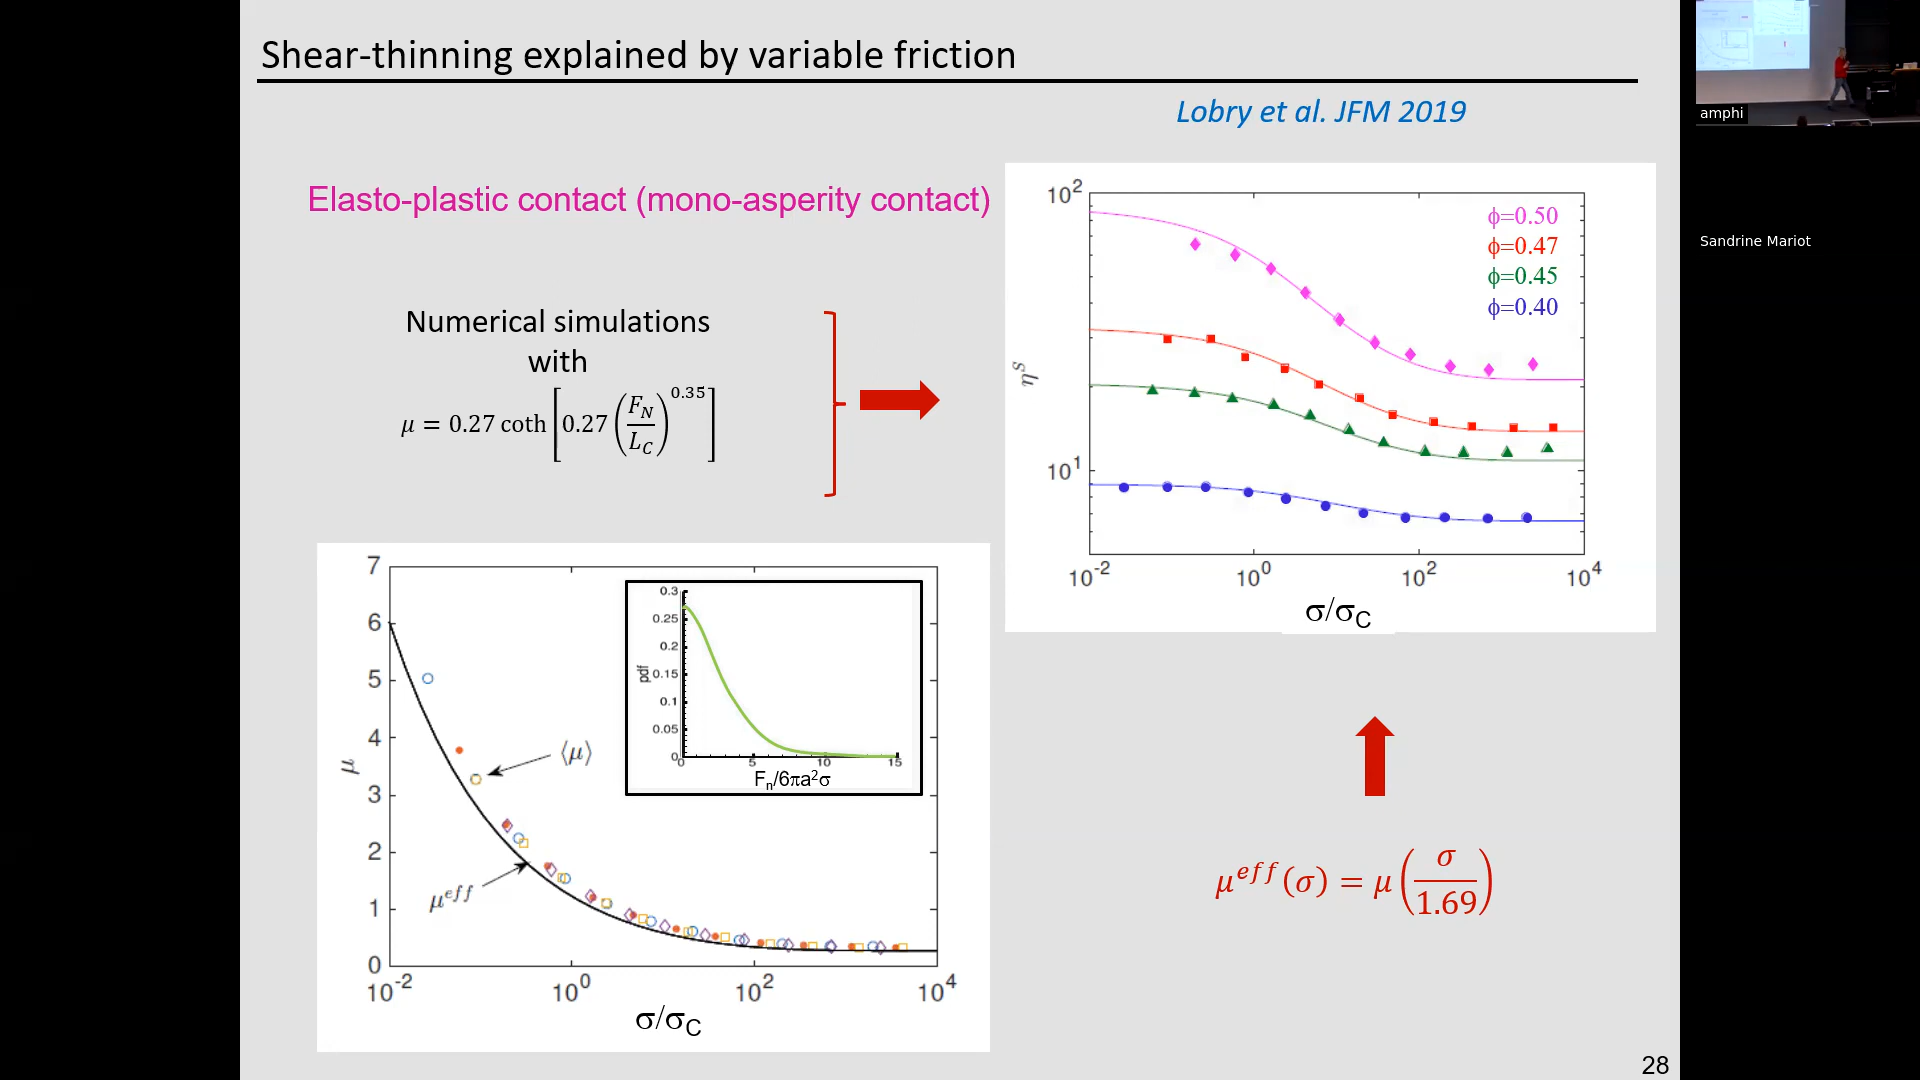 Shear-thinning explained by variable friction
Lobry et al. JFM 2019
Elasto-plastic contact (mono-asperity contact)
Numerical simulations
with
μ = 0.27 coth [0.27 (F_N/L_C)^0.35]
10^2
10^1
η^S
ϕ=0.50
ϕ=0.47
ϕ=0.45
ϕ=0.40
10^-2 10^0 10^2 10^4
σ/σ_C
7
6
5
4
3
2
1
0
μ
⟨μ⟩
μ^eff
10^-2 10^0 10^2 10^4
σ/σ_C
0.3
0.25
0.2
0.15
0.1
0.05
0
pdf
0 5 10 15
F_n/6πa^2σ
μ^eff(σ) = μ(σ/1.69)
28
amphi
Sandrine Mariot